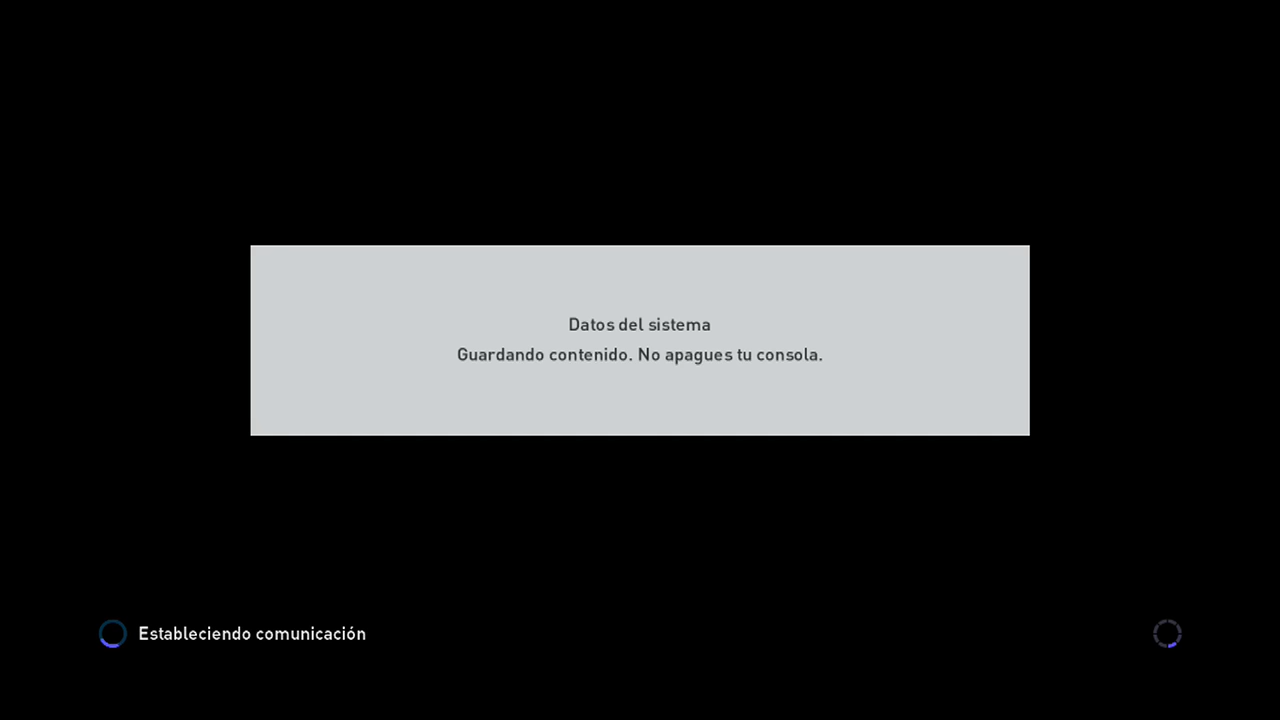 Datos del sistema
Guardando contenido. No apagues tu consola.
Estableciendo comunicación